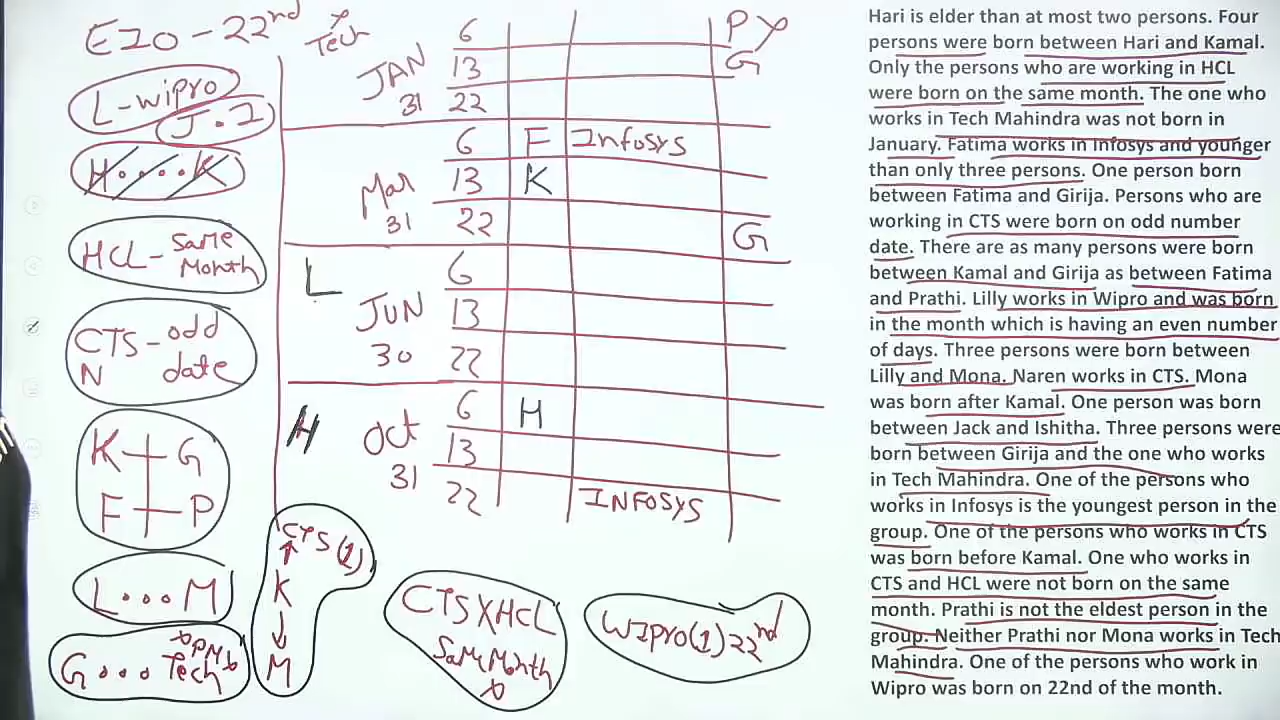 EIO-22nd
Tech
L-wipro
J.I
H....K
HCL-Same
Month
CTS-odd
N date
K + G
F + P
L...M
G...Tech
PM
CTS(1)
K
M
CTSXHCL
Same Month
Wipro(1)22nd
6 P
JAN 13 G
31 22
6 F Infosys
Mar 13 K
31 22 G
L 6
JUN 13
30 22
H 6 H
Oct 13
31 22 INFOSYS
Hari is elder than at most two persons. Four
persons were born between Hari and Kamal.
Only the persons who are working in HCL
were born on the same month. The one who
works in Tech Mahindra was not born in
January. Fatima works in Infosys and younger
than only three persons. One person born
between Fatima and Girija. Persons who are
working in CTS were born on odd number
date. There are as many persons were born
between Kamal and Girija as between Fatima
and Prathi. Lilly works in Wipro and was born
in the month which is having an even number
of days. Three persons were born between
Lilly and Mona. Naren works in CTS. Mona
was born after Kamal. One person was born
between Jack and Ishitha. Three persons were
born between Girija and the one who works
in Tech Mahindra. One of the persons who
works in Infosys is the youngest person in the
group. One of the persons who works in CTS
was born before Kamal. One who works in
CTS and HCL were not born on the same
month. Prathi is not the eldest person in the
group. Neither Prathi nor Mona works in Tech
Mahindra. One of the persons who work in
Wipro was born on 22nd of the month.